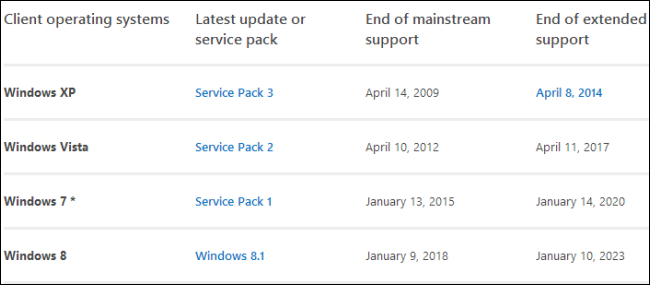 Client operating systems Latest update or service pack End of mainstream support End of extended support
Windows XP Service Pack 3 April 14, 2009 April 8, 2014
Windows Vista Service Pack 2 April 10, 2012 April 11, 2017
Windows 7 * Service Pack 1 January 13, 2015 January 14, 2020
Windows 8 Windows 8.1 January 9, 2018 January 10, 2023